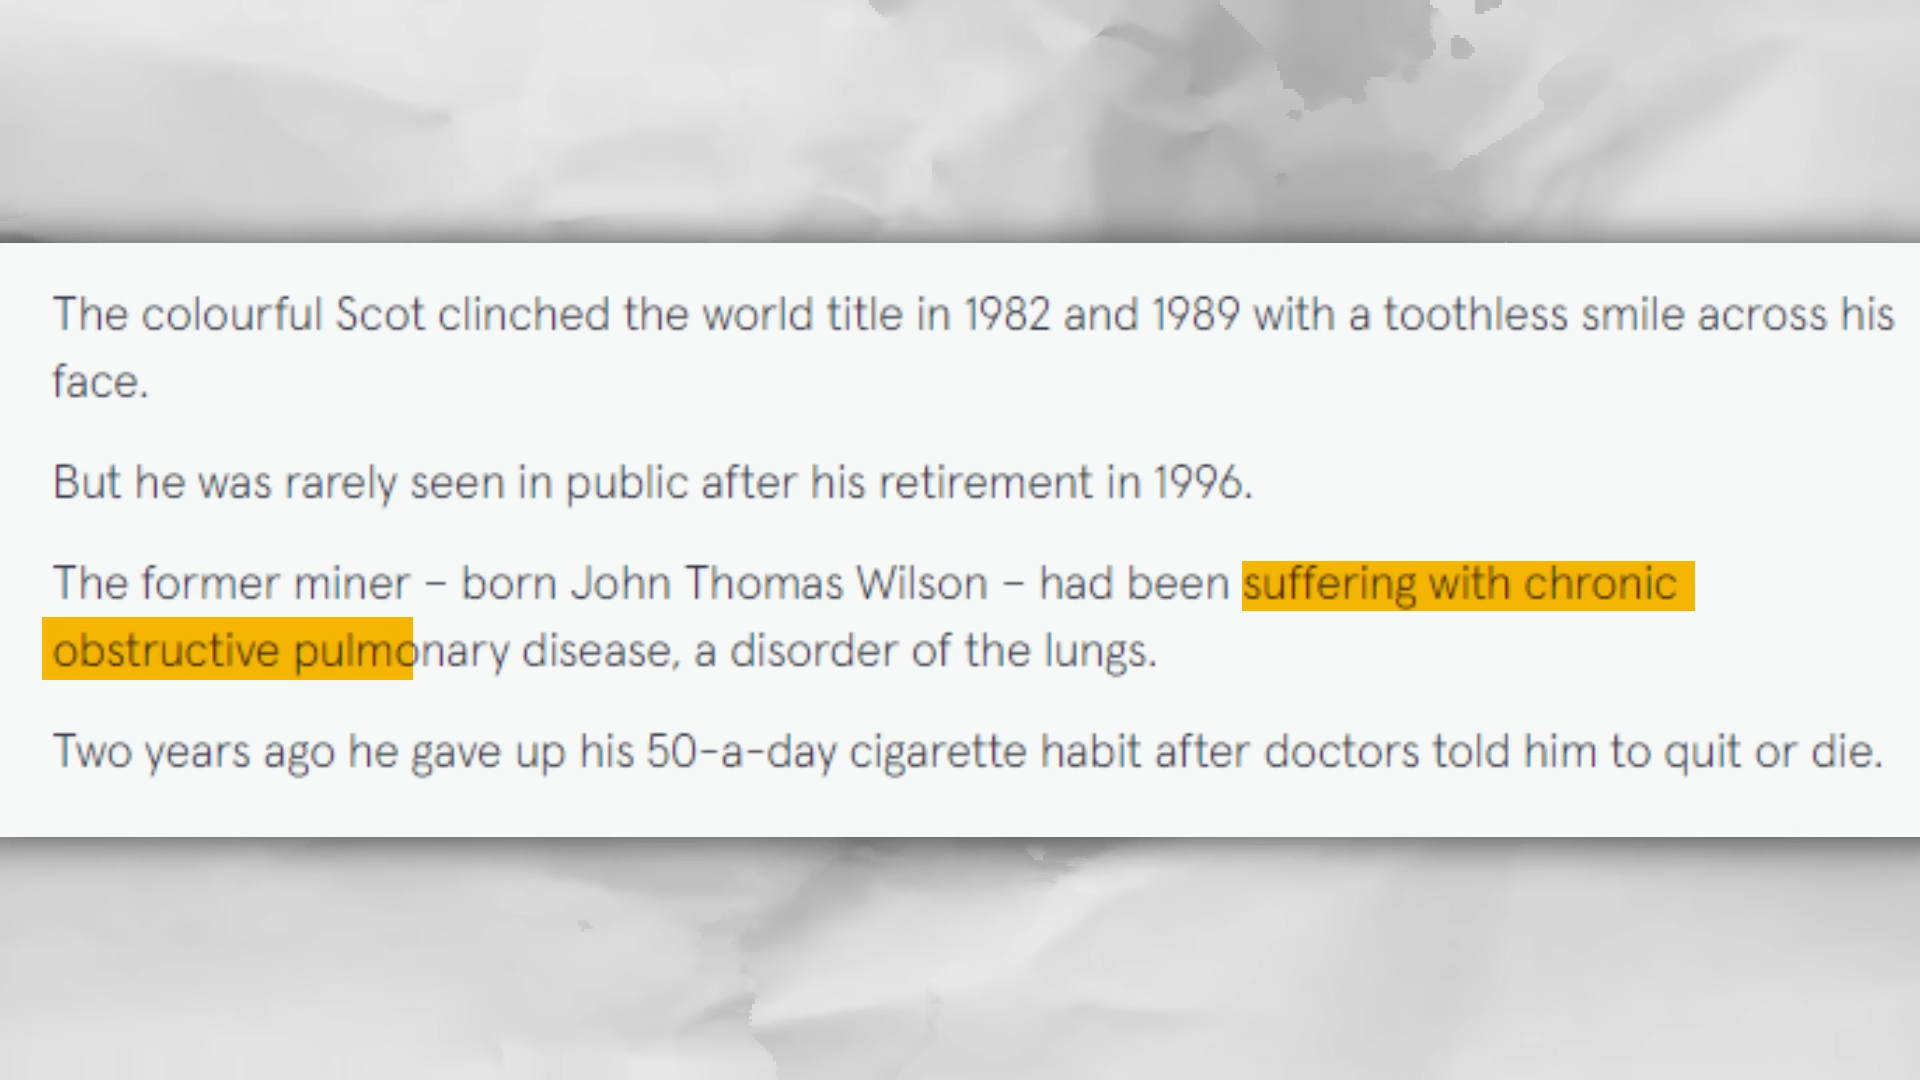 The colourful Scot clinched the world title in 1982 and 1989 with a toothless smile across his
face.
But he was rarely seen in public after his retirement in 1996.
The former miner – born John Thomas Wilson – had been suffering with chronic
obstructive pulmonary disease, a disorder of the lungs.
Two years ago he gave up his 50-a-day cigarette habit after doctors told him to quit or die.